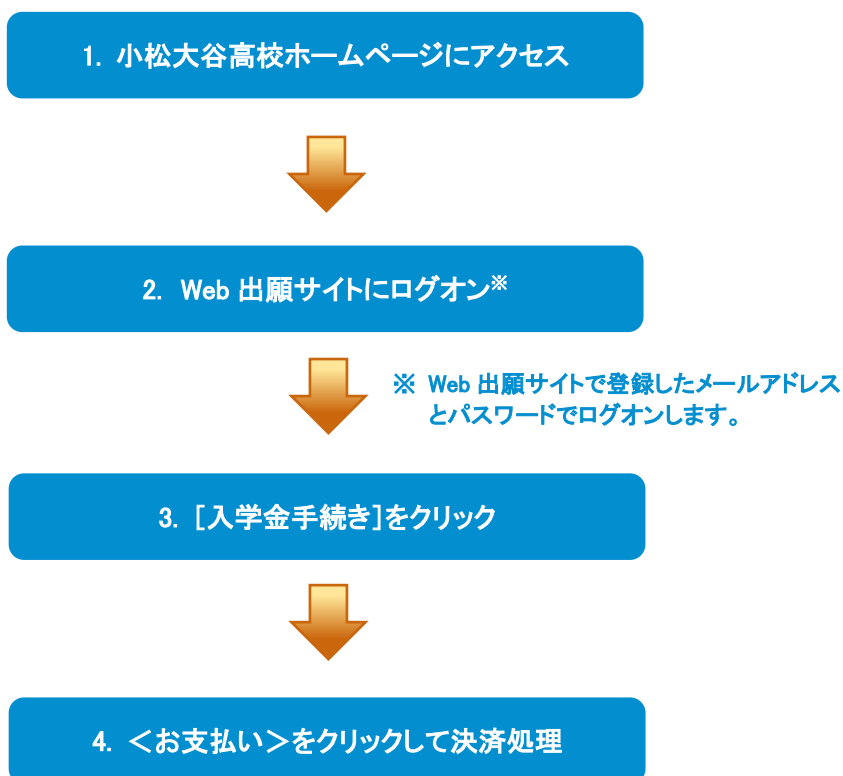 1. 小松大谷高校ホームページにアクセス
2. Web 出願サイトにログオン※
※ Web 出願サイトで登録したメールアドレス
とパスワードでログオンします。
3. [入学金手続き]をクリック
4. ＜お支払い＞をクリックして決済処理